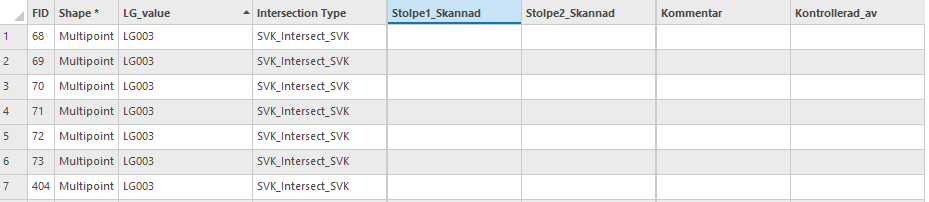 FID Shape * LG_value Intersection Type Stolpe1_Skannad Stolpe2_Skannad Kommentar Kontrollerad_av
1 68 Multipoint LG003 SVK_Intersect_SVK
2 69 Multipoint LG003 SVK_Intersect_SVK
3 70 Multipoint LG003 SVK_Intersect_SVK
4 71 Multipoint LG003 SVK_Intersect_SVK
5 72 Multipoint LG003 SVK_Intersect_SVK
6 73 Multipoint LG003 SVK_Intersect_SVK
7 404 Multipoint LG003 SVK_Intersect_SVK